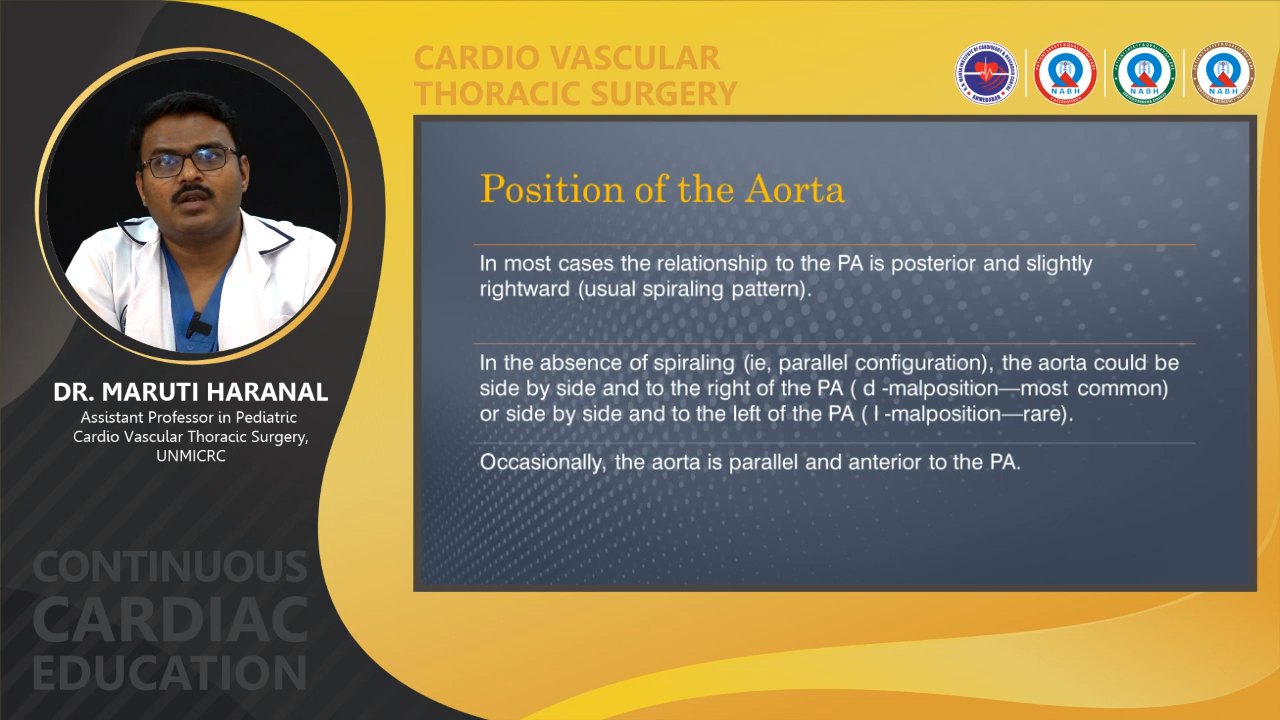 CARDIO VASCULAR
THORACIC SURGERY
NABH
NABH
NABH
Position of the Aorta
In most cases the relationship to the PA is posterior and slightly
rightward (usual spiraling pattern).
In the absence of spiraling (ie, parallel configuration), the aorta could be
side by side and to the right of the PA ( d -malposition—most common)
or side by side and to the left of the PA ( l -malposition—rare).
Occasionally, the aorta is parallel and anterior to the PA.
DR. MARUTI HARANAL
Assistant Professor in Pediatric
Cardio Vascular Thoracic Surgery,
UNMICRC
CONTINUOUS
CARDIAC
EDUCATION